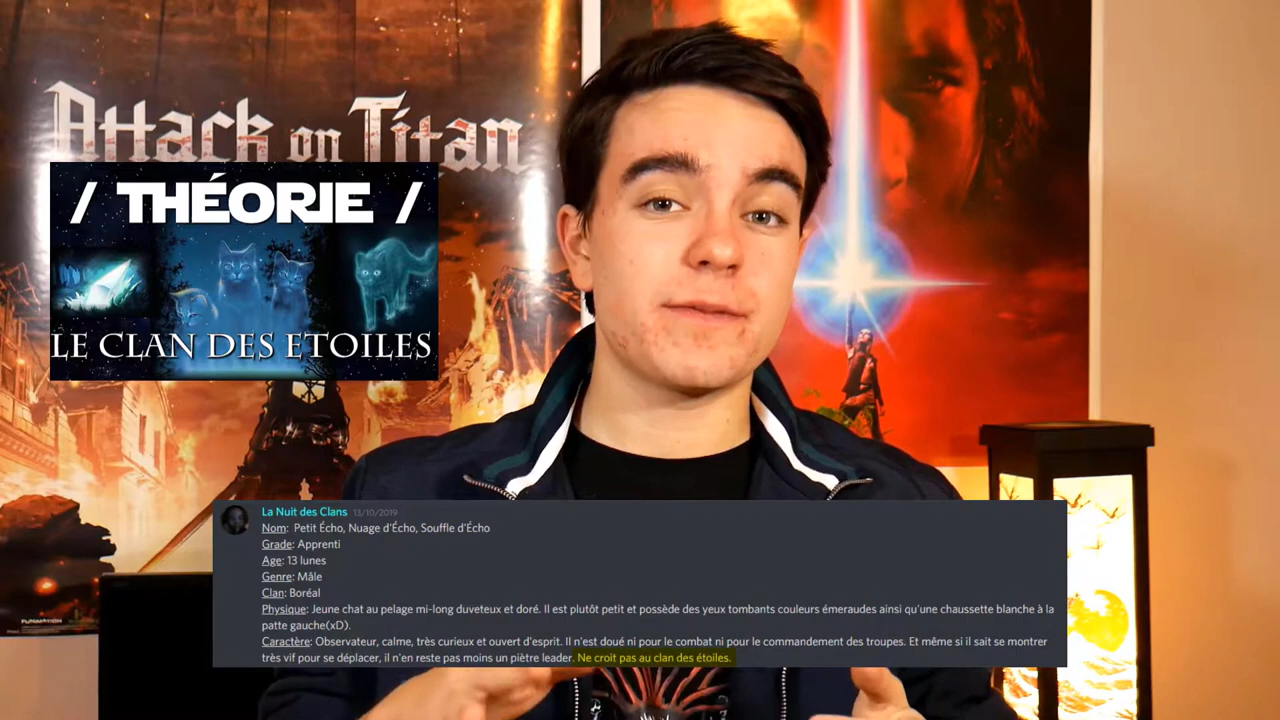 Attack on Titan
/ THÉORIE /
LE CLAN DES ETOILES
La Nuit des Clans 13/10/2019
Nom: Petit Écho, Nuage d'Écho, Souffle d'Écho
Grade: Apprenti
Age: 13 lunes
Genre: Mâle
Clan: Boréal
Physique: Jeune chat au pelage mi-long duveteux et doré. Il est plutôt petit et possède des yeux tombants couleurs émeraudes ainsi qu'une chaussette blanche à la
patte gauche(xD).
Caractère: Observateur, calme, très curieux et ouvert d'esprit. Il n'est doué ni pour le combat ni pour le commandement des troupes. Et même si il sait se montrer
très vif pour se déplacer, il n'en reste pas moins un piètre leader. Ne croit pas au clan des étoiles.
FUNIMATION